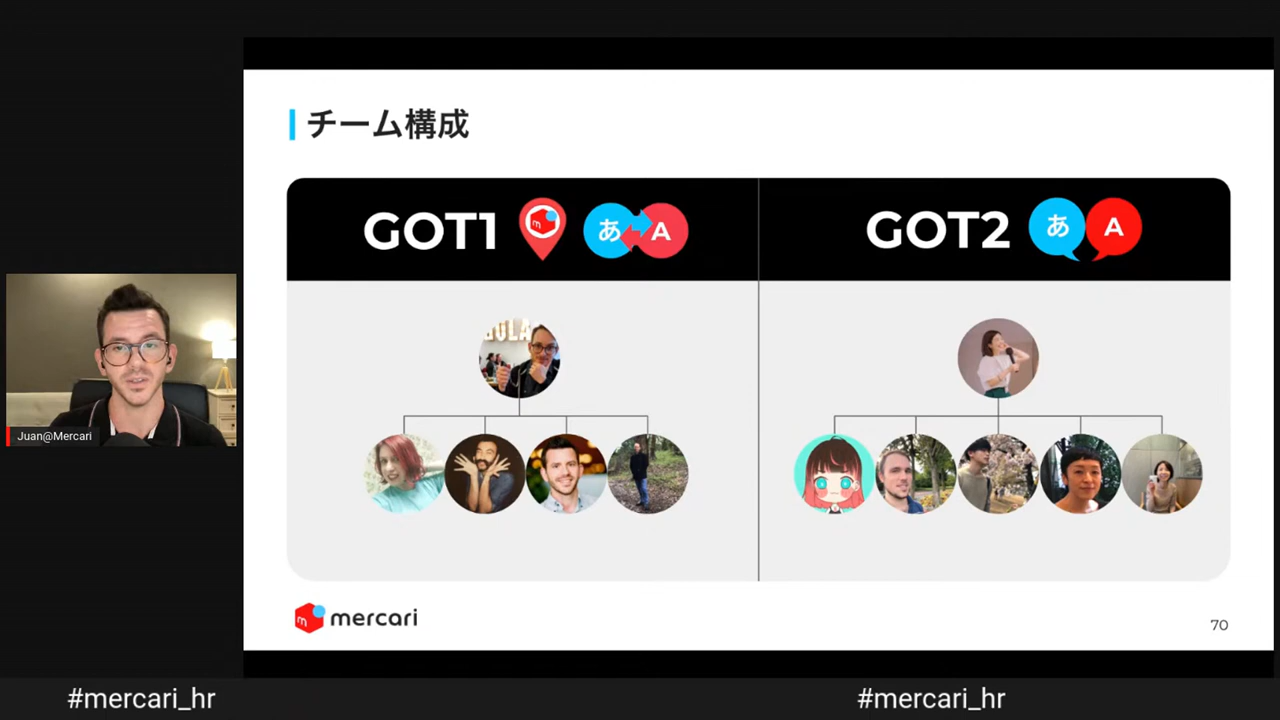 チーム構成
GOT1
m
あ A
GOT2
あ A
Juan@Mercari
m mercari
70
#mercari_hr
#mercari_hr